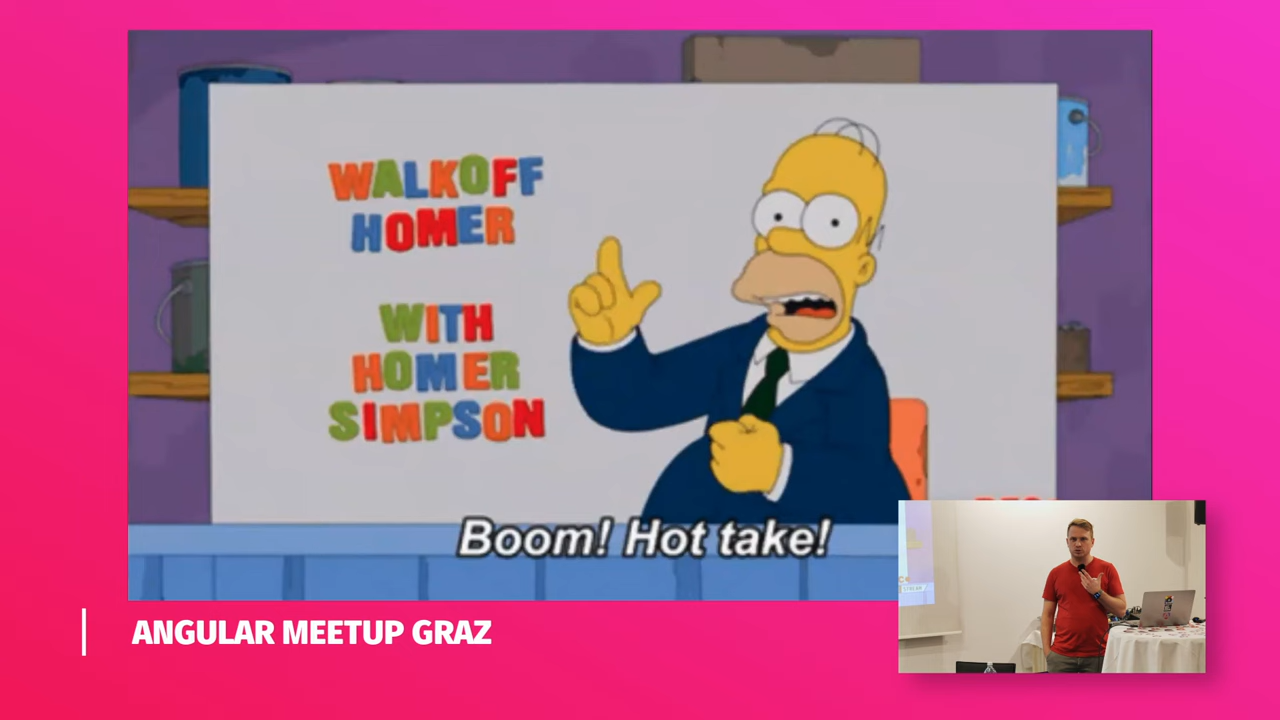 WALKOFF
HOMER
WITH
HOMER
SIMPSON
Boom! Hot take!
ANGULAR MEETUP GRAZ